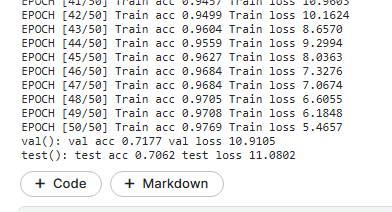 EPOCH [41/50] Train acc 0.9457 Train loss 10.9603
EPOCH [42/50] Train acc 0.9499 Train loss 10.1624
EPOCH [43/50] Train acc 0.9604 Train loss 8.6570
EPOCH [44/50] Train acc 0.9559 Train loss 9.2994
EPOCH [45/50] Train acc 0.9627 Train loss 8.0363
EPOCH [46/50] Train acc 0.9684 Train loss 7.3276
EPOCH [47/50] Train acc 0.9684 Train loss 7.0674
EPOCH [48/50] Train acc 0.9705 Train loss 6.6055
EPOCH [49/50] Train acc 0.9708 Train loss 6.1848
EPOCH [50/50] Train acc 0.9769 Train loss 5.4657
val(): val acc 0.7177 val loss 10.9105
test(): test acc 0.7062 test loss 11.0802
+ Code + Markdown